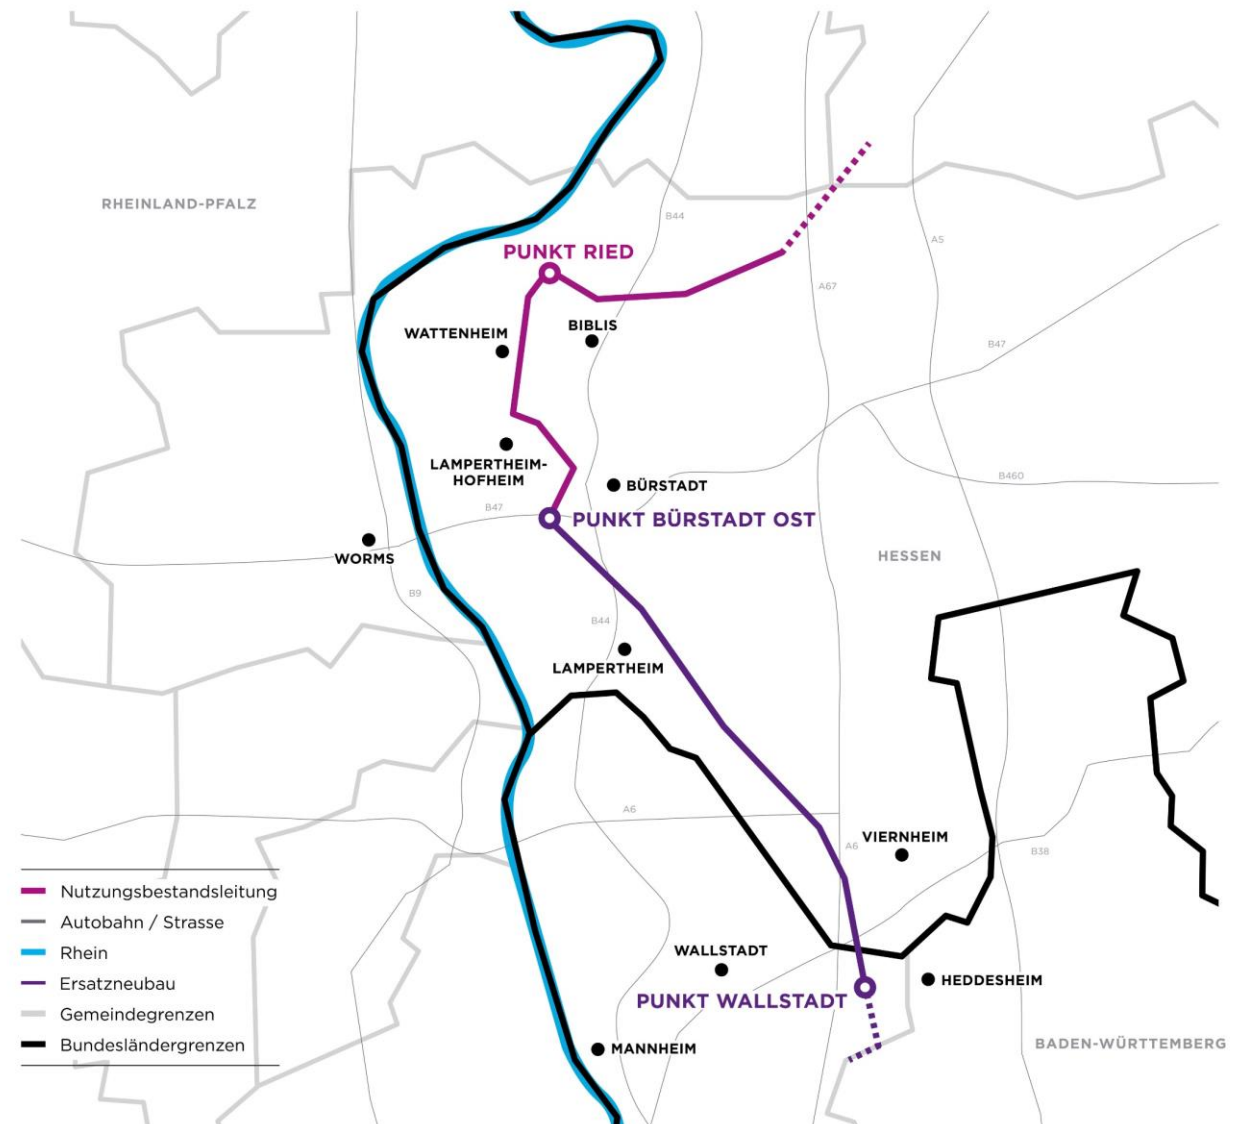 RHEINLAND-PFALZ
B44
A5
PUNKT RIED
A67
BIBLIS
WATTENHEIM
B47
LAMPERTHEIM-
HOFHEIM
B460
BÜRSTADT
B47
PUNKT BÜRSTADT OST
WORMS
HESSEN
B9
B44
LAMPERTHEIM
A6
VIERNHEIM
A6
B38
Nutzungsbestandsleitung
Autobahn / Strasse
Rhein
Ersatzneubau
Gemeindegrenzen
Bundesländergrenzen
WALLSTADT
HEDDESHEIM
PUNKT WALLSTADT
BADEN-WÜRTTEMBERG
MANNHEIM